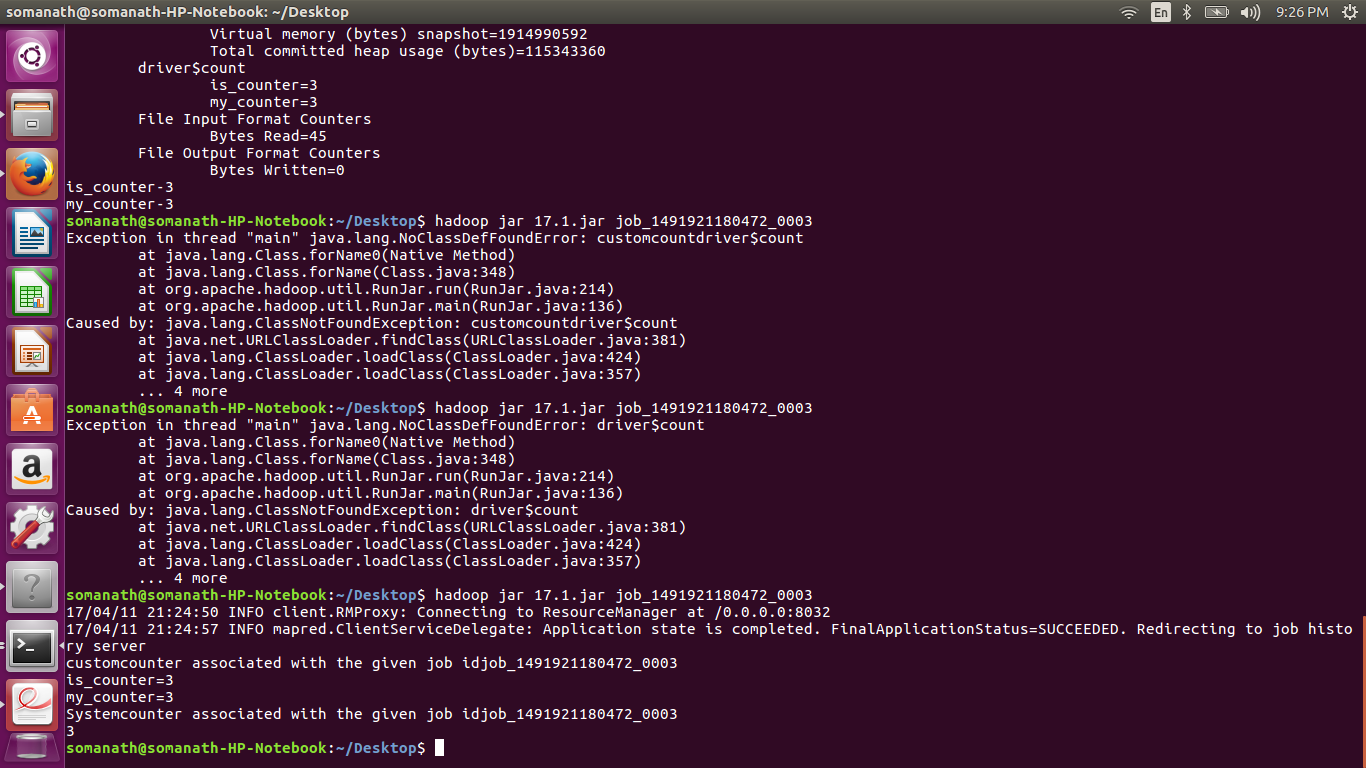 somanath@somanath-HP-Notebook: ~/Desktop
En
9:26 PM
Virtual memory (bytes) snapshot=1914990592
Total committed heap usage (bytes)=115343360
driver$count
is_counter=3
my_counter=3
File Input Format Counters
Bytes Read=45
File Output Format Counters
Bytes Written=0
is_counter-3
my_counter-3
somanath@somanath-HP-Notebook:~/Desktop$ hadoop jar 17.1.jar job_1491921180472_0003
Exception in thread "main" java.lang.NoClassDefFoundError: customcountdriver$count
at java.lang.Class.forName0(Native Method)
at java.lang.Class.forName(Class.java:348)
at org.apache.hadoop.util.RunJar.run(RunJar.java:214)
at org.apache.hadoop.util.RunJar.main(RunJar.java:136)
Caused by: java.lang.ClassNotFoundException: customcountdriver$count
at java.net.URLClassLoader.findClass(URLClassLoader.java:381)
at java.lang.ClassLoader.loadClass(ClassLoader.java:424)
at java.lang.ClassLoader.loadClass(ClassLoader.java:357)
... 4 more
somanath@somanath-HP-Notebook:~/Desktop$ hadoop jar 17.1.jar job_1491921180472_0003
Exception in thread "main" java.lang.NoClassDefFoundError: driver$count
at java.lang.Class.forName0(Native Method)
at java.lang.Class.forName(Class.java:348)
at org.apache.hadoop.util.RunJar.run(RunJar.java:214)
at org.apache.hadoop.util.RunJar.main(RunJar.java:136)
Caused by: java.lang.ClassNotFoundException: driver$count
at java.net.URLClassLoader.findClass(URLClassLoader.java:381)
at java.lang.ClassLoader.loadClass(ClassLoader.java:424)
at java.lang.ClassLoader.loadClass(ClassLoader.java:357)
... 4 more
somanath@somanath-HP-Notebook:~/Desktop$ hadoop jar 17.1.jar job_1491921180472_0003
17/04/11 21:24:50 INFO client.RMProxy: Connecting to ResourceManager at /0.0.0.0:8032
17/04/11 21:24:57 INFO mapred.ClientServiceDelegate: Application state is completed. FinalApplicationStatus=SUCCEEDED. Redirecting to job histo
ry server
customcounter associated with the given job idjob_1491921180472_0003
is_counter=3
my_counter=3
Systemcounter associated with the given job idjob_1491921180472_0003
3
somanath@somanath-HP-Notebook:~/Desktop$